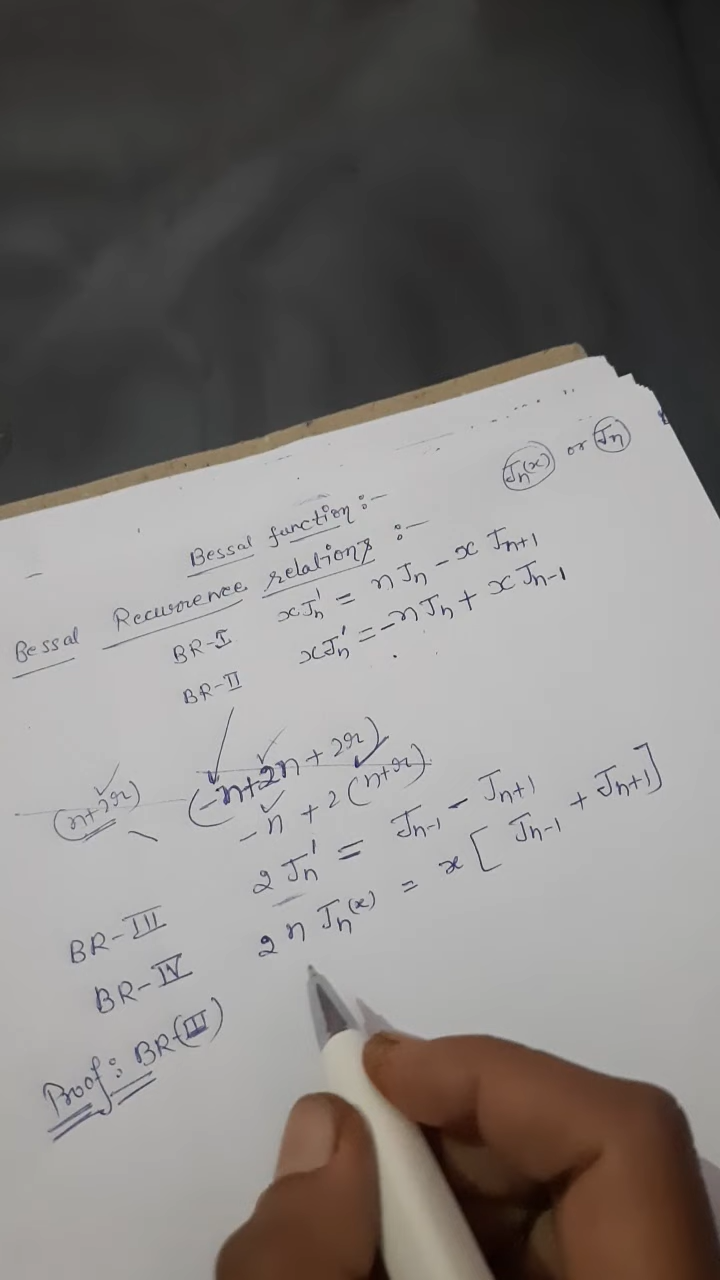 Jn(x) or Jn
Bessal function :-
Bessal Recurrence relations :-
BR-I xJn' = nJn - xJn+1
BR-II xJn' = -nJn + xJn-1
(n+2r) (-n+2n+2r)
-n+2(n+r)
BR-III 2Jn' = Jn-1 - Jn+1
BR-IV 2nJn(x) = x[Jn-1 + Jn+1]
Proof: BR(III)